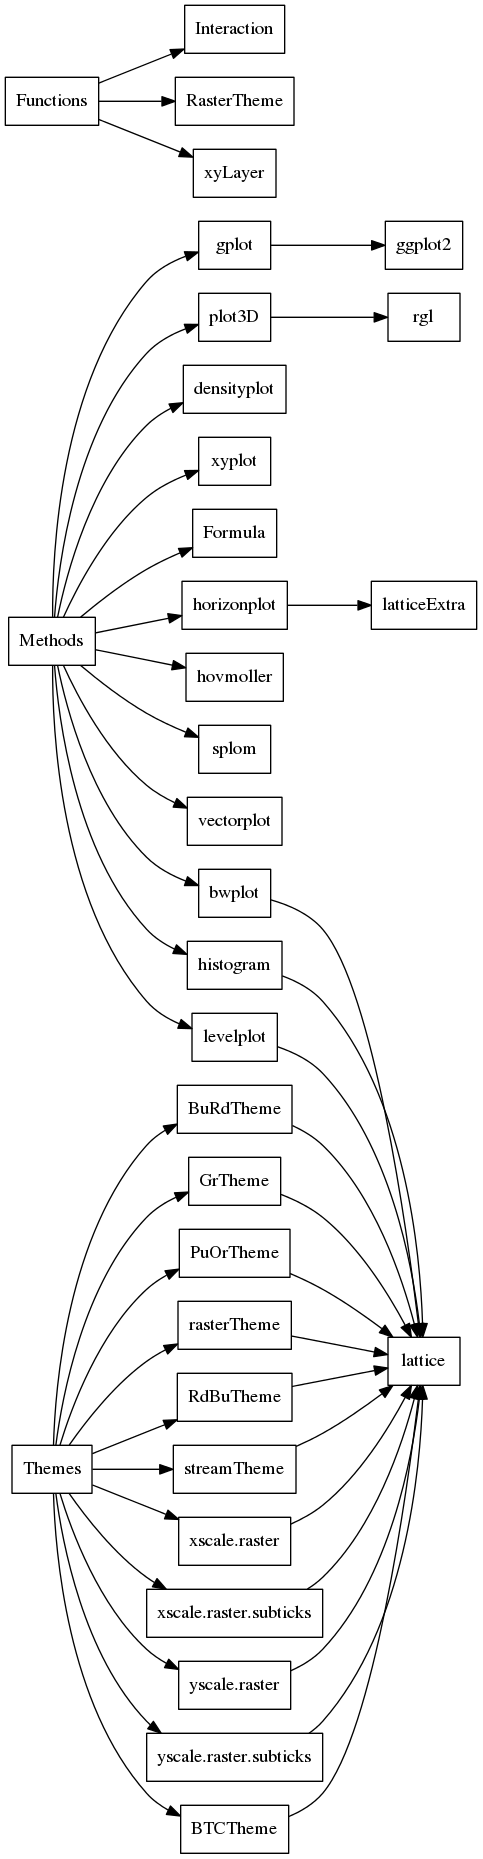 Interaction
Functions
RasterTheme
xyLayer
gplot
ggplot2
plot3D
rgl
densityplot
xyplot
Formula
horizonplot
latticeExtra
Methods
hovmoller
splom
vectorplot
bwplot
histogram
levelplot
BuRdTheme
GrTheme
PuOrTheme
rasterTheme
lattice
RdBuTheme
Themes
streamTheme
xscale.raster
xscale.raster.subticks
yscale.raster
yscale.raster.subticks
BTCTheme